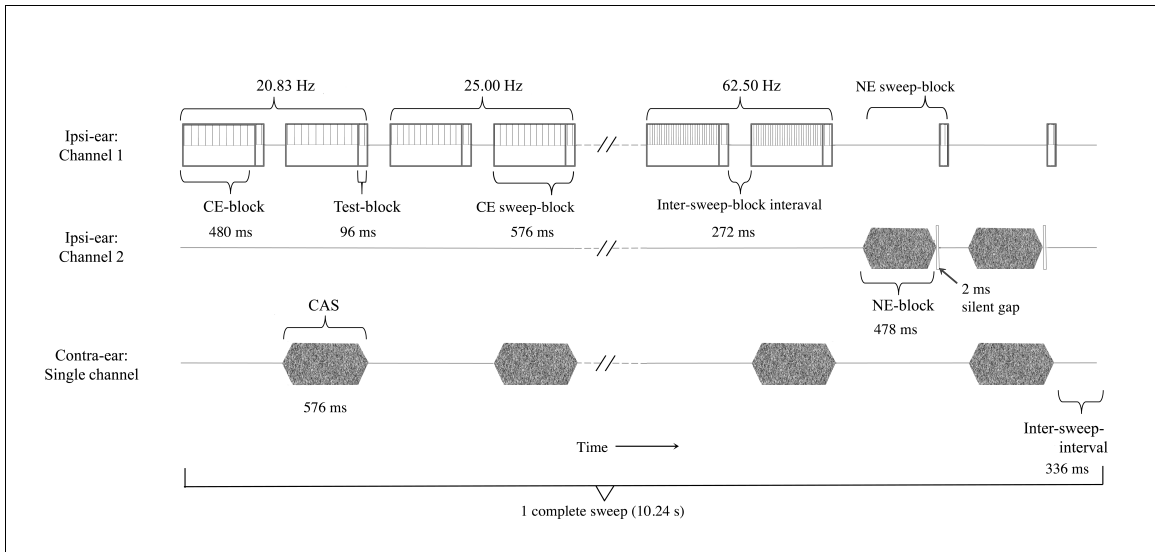 20.83 Hz
25.00 Hz
62.50 Hz
NE sweep-block
Ipsi-ear:
Channel 1
CE-block
480 ms
Test-block
96 ms
CE sweep-block
576 ms
Inter-sweep-block interaval
272 ms
Ipsi-ear:
Channel 2
NE-block
478 ms
2 ms
silent gap
CAS
Contra-ear:
Single channel
576 ms
Inter-sweep-
interval
336 ms
Time
1 complete sweep (10.24 s)